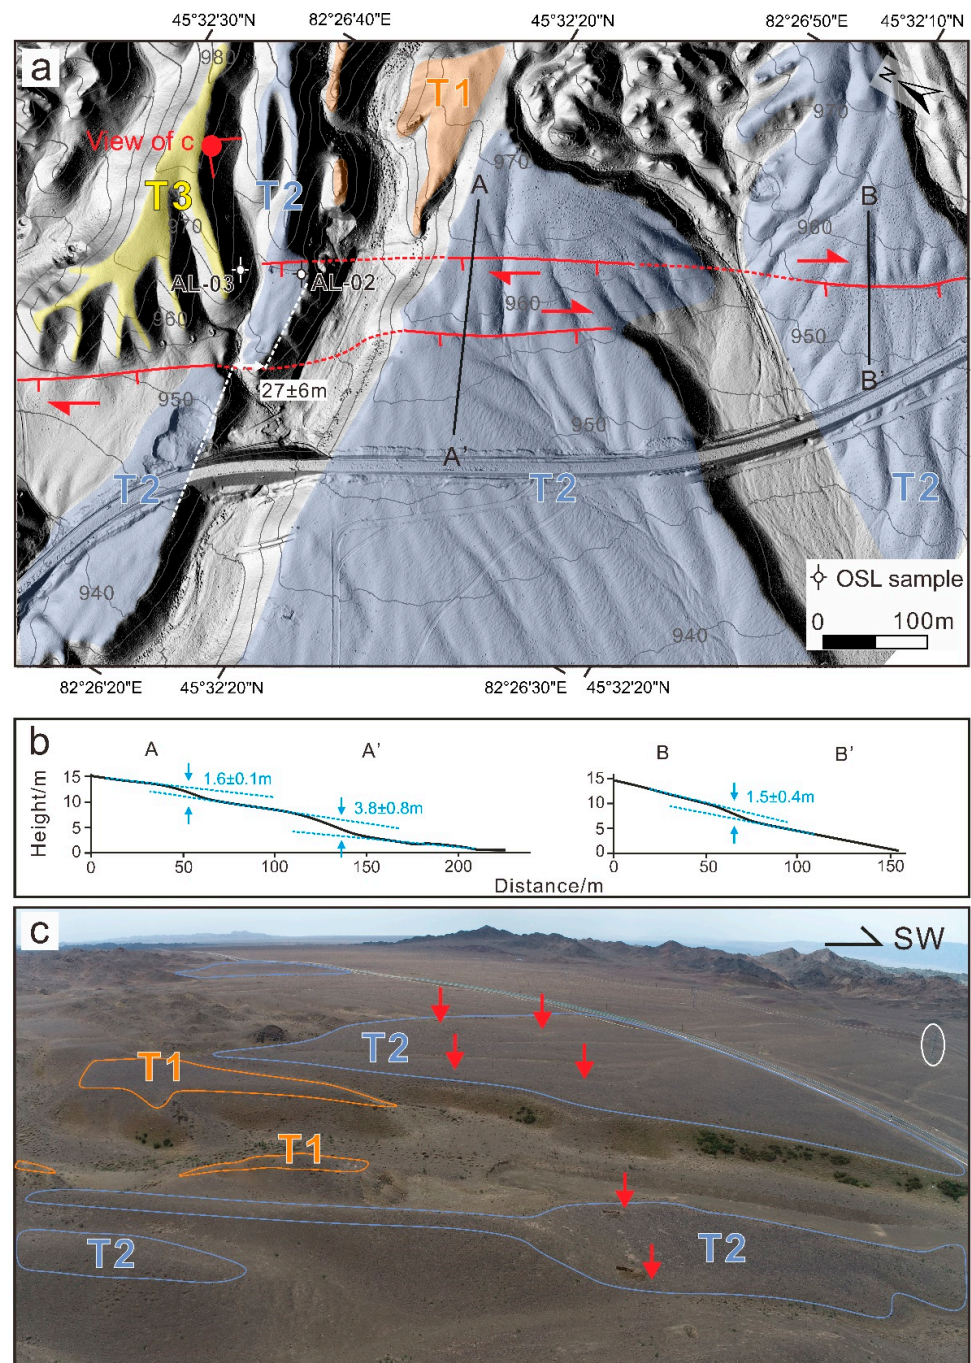 45°32'30"N 82°26'40"E 45°32'20"N 82°26'50"E 45°32'10"N
a
980
T1
N
View of c
T2
970
970
A
B
T3
970
960
AL-03
AL-02
960
960
950
27±6m
950
950
B'
A'
T2
T2
T2
940
OSL sample
940
0 100m
82°26'20"E 45°32'20"N 82°26'30"E 45°32'20"N
b
A A' B B'
15 1.6±0.1m 15
10 3.8±0.8m 10 1.5±0.4m
5 5
0 0
Height/m
0 50 100 150 200 0 50 100 150
Distance/m
c
SW
T2
T1
T1
T2
T2